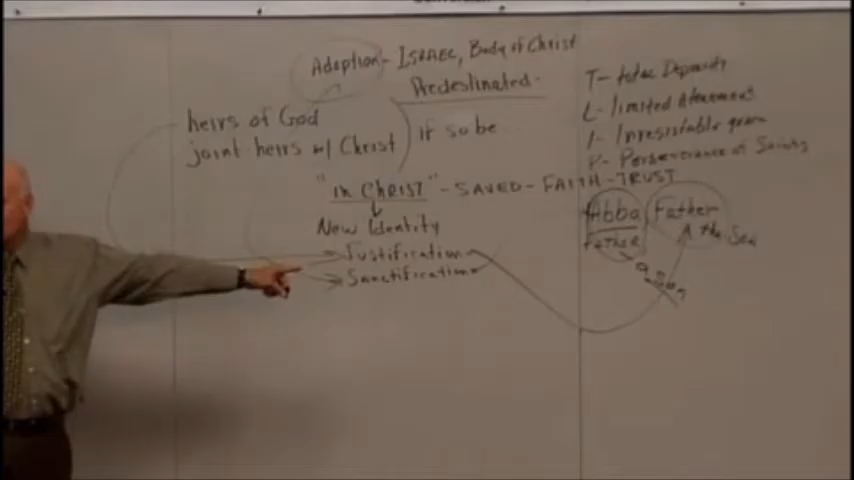 Adoption - ISRAEL, Body of Christ
Predestinated -
heirs of God
joint-heirs w/ Christ
if so be
"in CHRIST" - SAVED - FAITH - TRUST
New Identity
Justification
Sanctification
T - total Depravity
L - limited Atonement
I - Irresistable grace
P - Perseverance of Saints
Abba Father
Father
A the Son
a Son